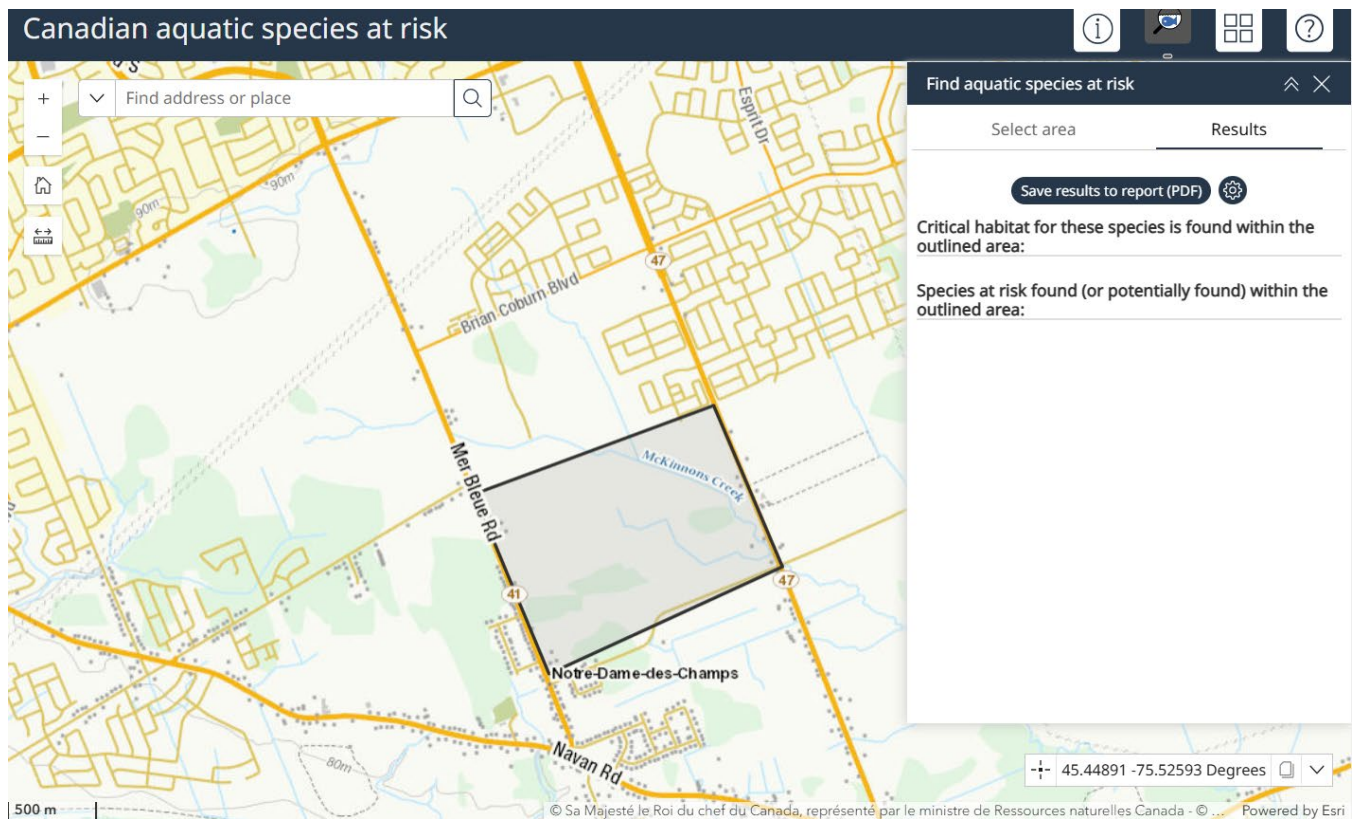 Canadian aquatic species at risk
Find address or place
Find aquatic species at risk
Select area
Results
Save results to report (PDF)
Critical habitat for these species is found within the
outlined area:
Species at risk found (or potentially found) within the
outlined area:
Esprit Dr
90m
90m
47
Brian Coburn Blvd
Mer Bleue Rd
McKinnons Creek
47
41
Notre-Dame-des-Champs
Navan Rd
80m
45.44891 -75.52593 Degrees
500 m
© Sa Majesté le Roi du chef du Canada, représenté par le ministre de Ressources naturelles Canada - © ...
Powered by Esri